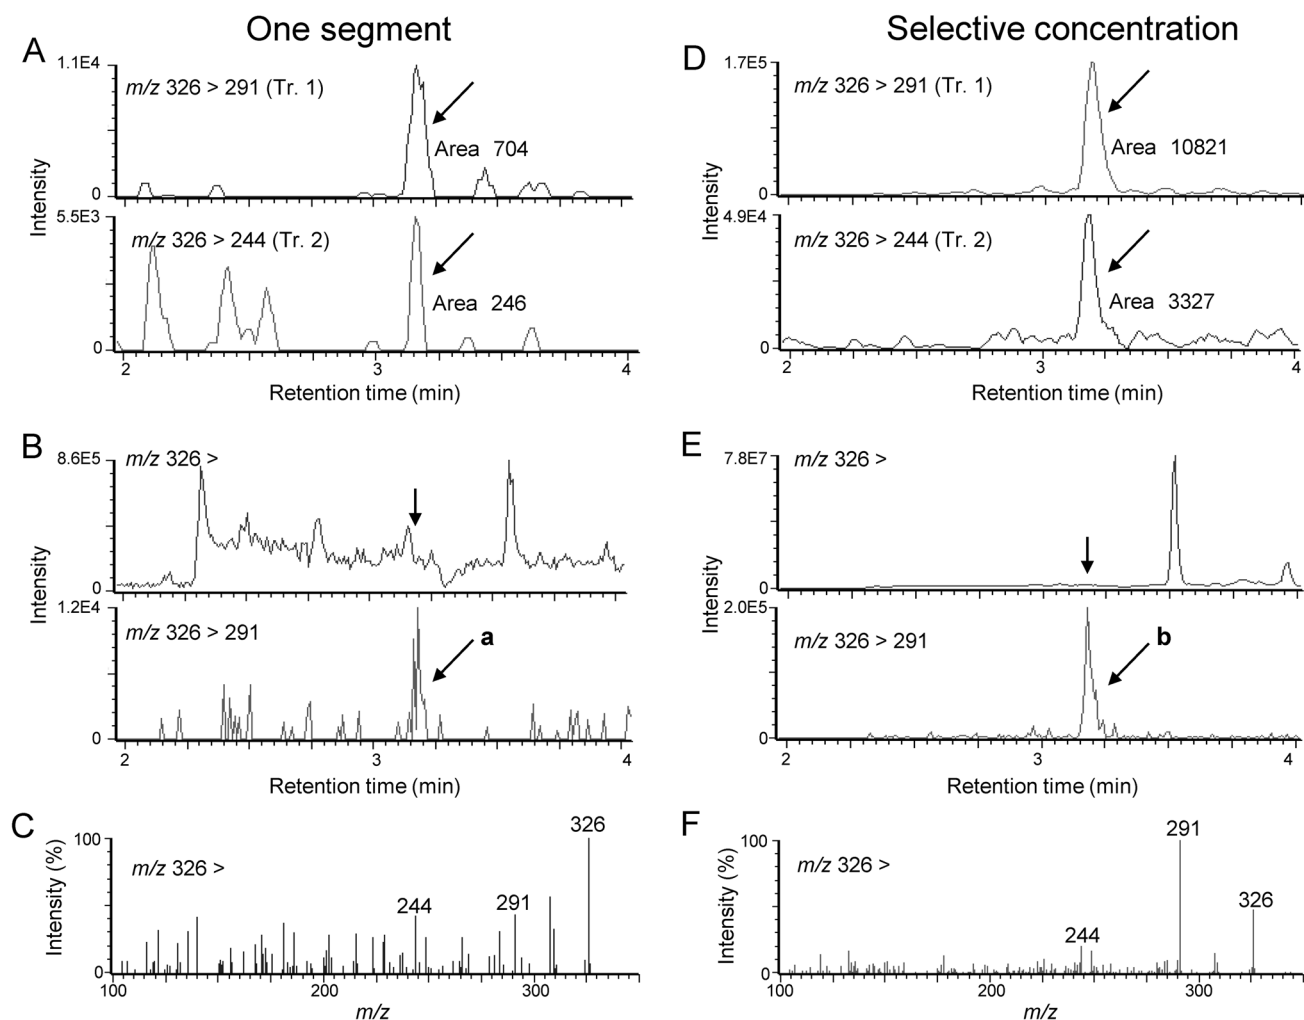 One segment
Selective concentration
A
1.1E4
m/z 326 > 291 (Tr. 1)
Area 704
0
Intensity
5.5E3
m/z 326 > 244 (Tr. 2)
Area 246
0
2
3
4
Retention time (min)
D
1.7E5
m/z 326 > 291 (Tr. 1)
Area 10821
0
Intensity
4.9E4
m/z 326 > 244 (Tr. 2)
Area 3327
0
2
3
4
Retention time (min)
B
8.6E5
m/z 326 >
0
Intensity
1.2E4
m/z 326 > 291
a
0
2
3
4
Retention time (min)
E
7.8E7
m/z 326 >
0
Intensity
2.0E5
m/z 326 > 291
b
0
2
3
4
Retention time (min)
C
100
Intensity (%)
m/z 326 >
244
291
326
0
100
200
300
m/z
F
100
Intensity (%)
m/z 326 >
244
291
326
0
100
200
300
m/z